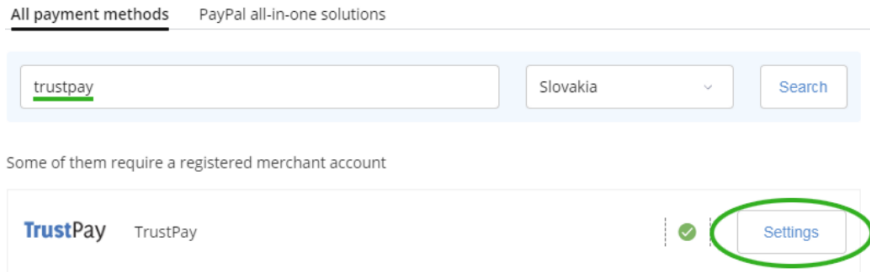 All payment methods PayPal all-in-one solutions
trustpay Slovakia Search
Some of them require a registered merchant account
TrustPay TrustPay Settings